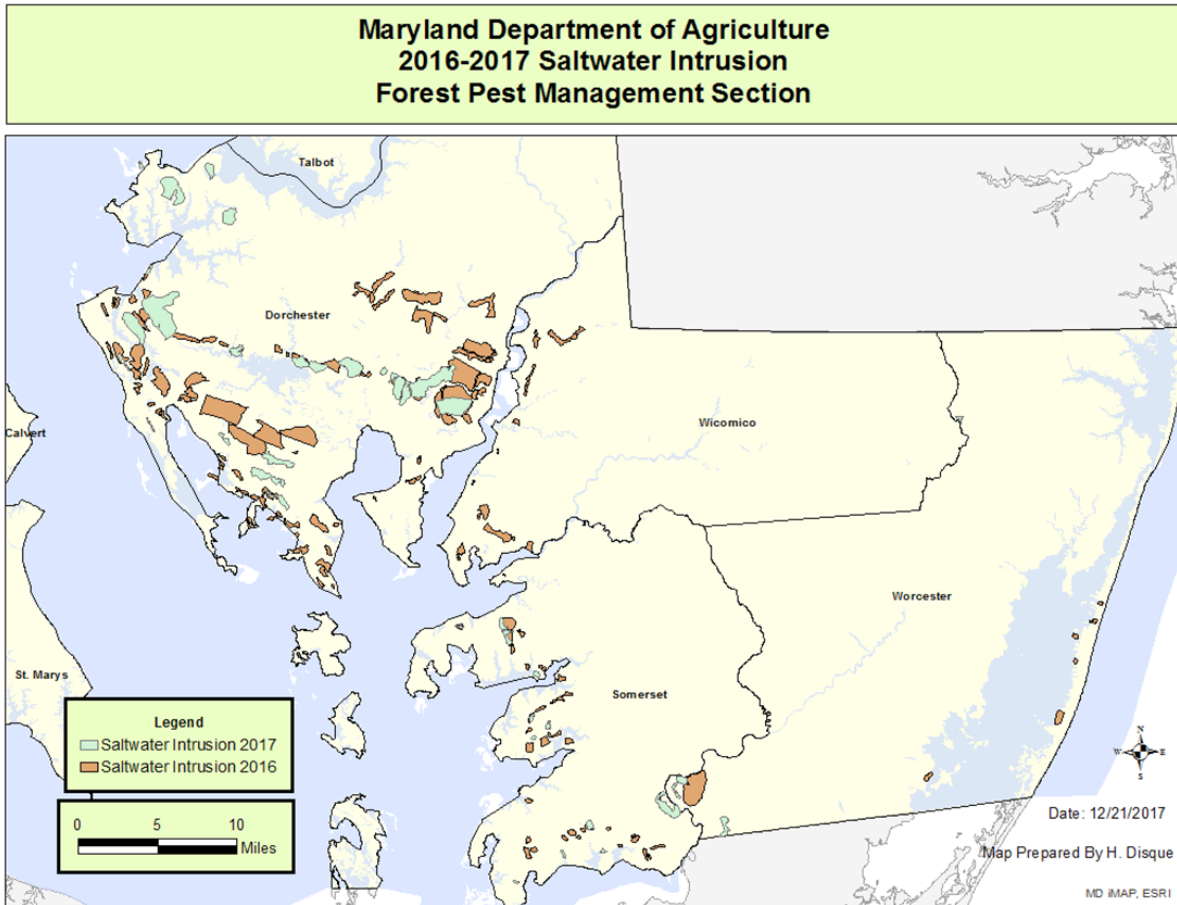 Maryland Department of Agriculture
2016-2017 Saltwater Intrusion
Forest Pest Management Section
Talbot
Dorchester
Wicomico
Calvert
Worcester
St. Marys
Somerset
Legend
Saltwater Intrusion 2017
Saltwater Intrusion 2016
0 5 10
Miles
N
W E
S
Date: 12/21/2017
Map Prepared By H. Disque
MD iMAP, ESRI